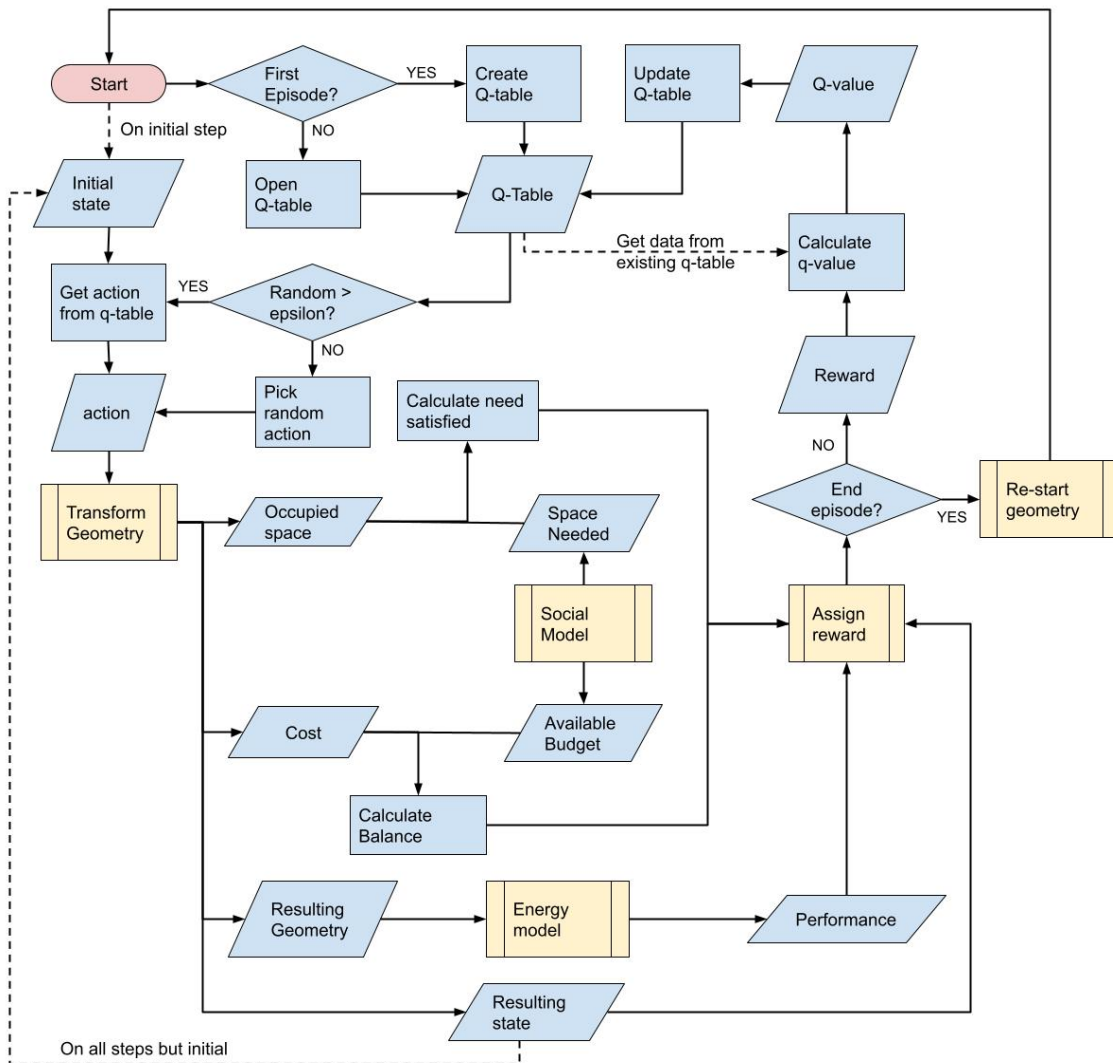 Start
First
Episode?
YES
Create
Q-table
Update
Q-table
Q-value
On initial step
NO
Initial
state
Open
Q-table
Q-Table
Get data from
existing q-table
Calculate
q-value
Get action
from q-table
YES
Random >
epsilon?
NO
Reward
action
Pick
random
action
Calculate need
satisfied
NO
Transform
Geometry
Occupied
space
Space
Needed
End
episode?
YES
Re-start
geometry
Social
Model
Assign
reward
Cost
Available
Budget
Calculate
Balance
Resulting
Geometry
Energy
model
Performance
Resulting
state
On all steps but initial